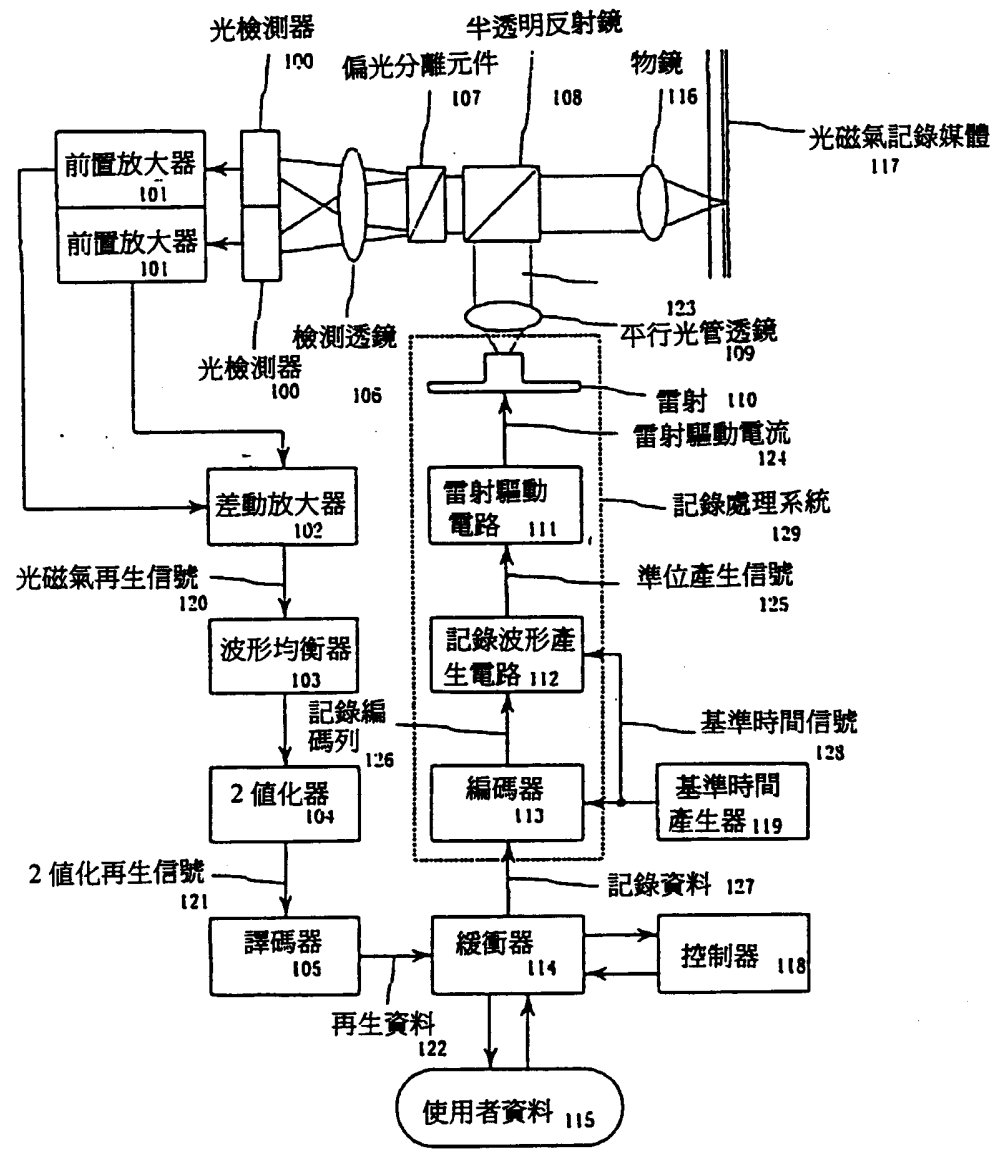 光檢測器
100
半透明反射鏡
108
偏光分離元件
107
物鏡
116
光磁氣記錄媒體
117
前置放大器
101
前置放大器
101
123
平行光管透鏡
109
檢測透鏡
106
光檢測器
100
雷射 110
雷射驅動電流
124
差動放大器
102
雷射驅動
電路 111
記錄處理系統
129
光磁氣再生信號
120
準位產生信號
125
波形均衡器
103
記錄波形產
生電路 112
記錄編
碼列
126
基準時間信號
128
2值化器
104
編碼器
113
基準時間
產生器 119
2值化再生信號
121
記錄資料 127
譯碼器
105
緩衝器
114
控制器 118
再生資料
122
使用者資料 115